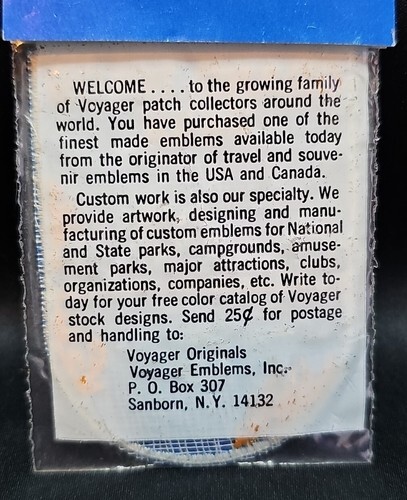 WELCOME . . . . to the growing family
of Voyager patch collectors around the
world. You have purchased one of the
finest made emblems available today
from the originator of travel and souve-
nir emblems in the USA and Canada.
Custom work is also our specialty. We
provide artwork, designing and manu-
facturing of custom emblems for National
and State parks, campgrounds, amuse-
ment parks, major attractions, clubs,
organizations, companies, etc. Write to-
day for your free color catalog of Voyager
stock designs. Send 25¢ for postage
and handling to:
Voyager Originals
Voyager Emblems, Inc.
P. O. Box 307
Sanborn, N.Y. 14132